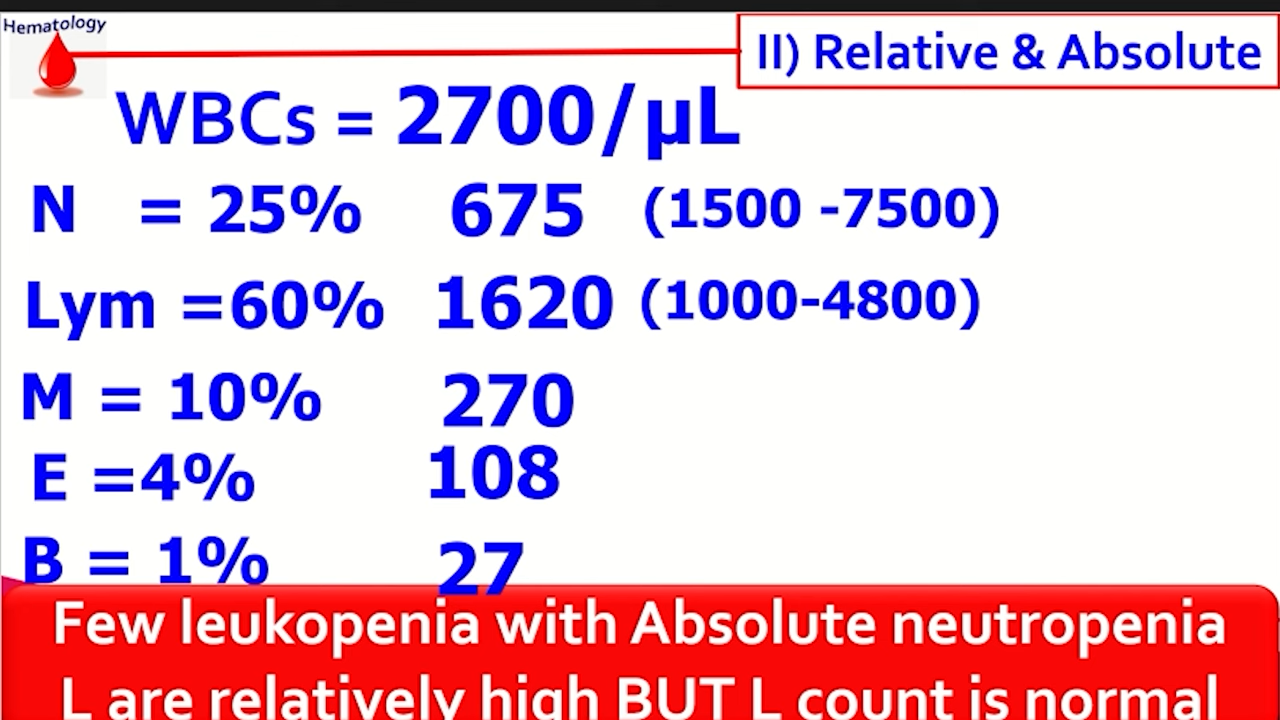 Hematology
II) Relative & Absolute
WBCs = 2700/µL
N = 25% 675 (1500 -7500)
Lym =60% 1620 (1000-4800)
M = 10% 270
E =4% 108
B = 1% 27
Few leukopenia with Absolute neutropenia
L are relatively high BUT L count is normal